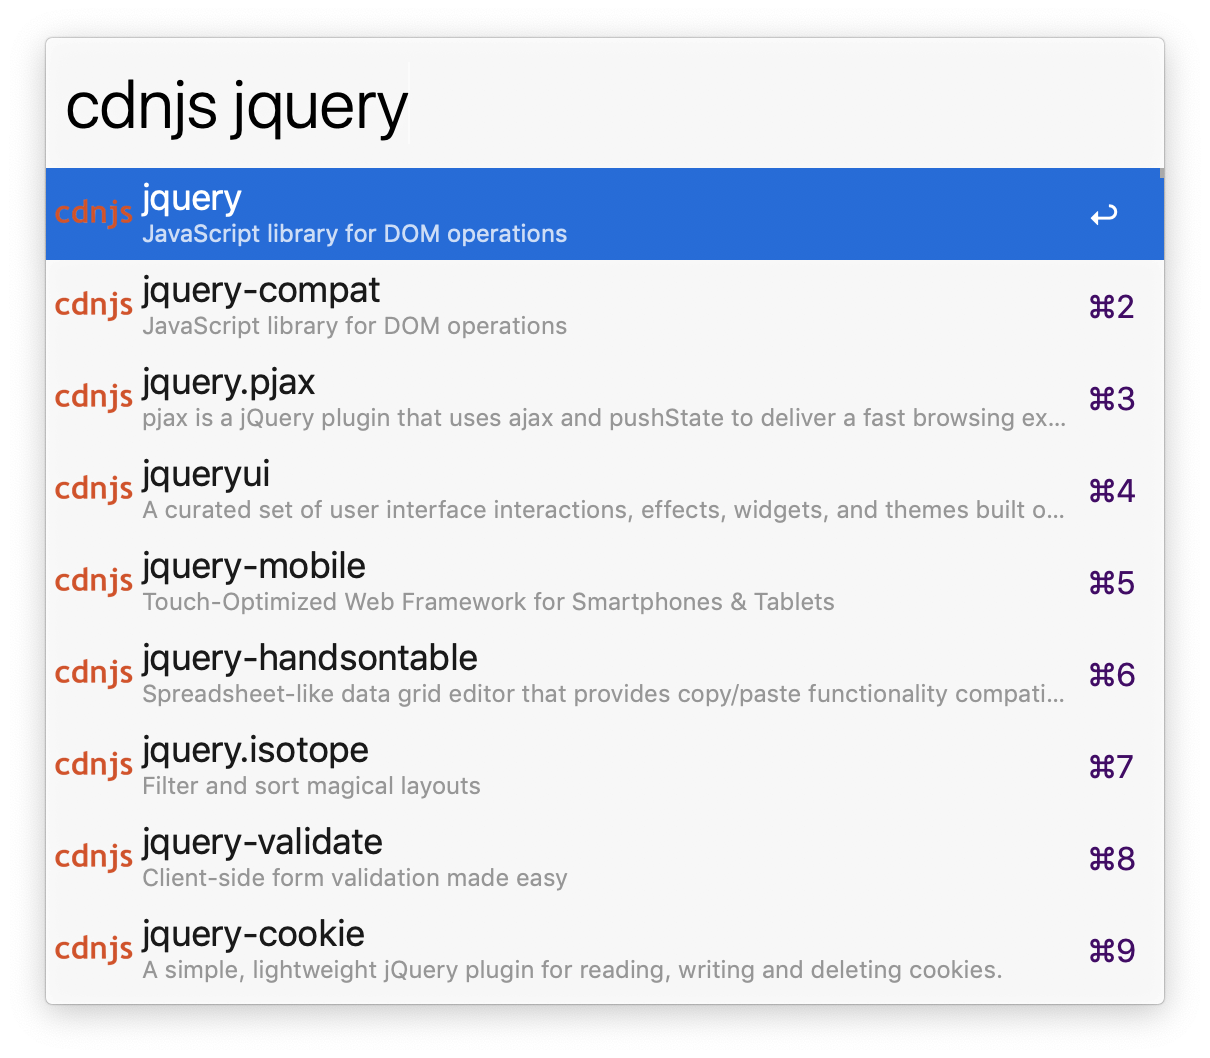 cdnjs jquery
cdnjs jquery ↩
JavaScript library for DOM operations
cdnjs jquery-compat ⌘2
JavaScript library for DOM operations
cdnjs jquery.pjax ⌘3
pjax is a jQuery plugin that uses ajax and pushState to deliver a fast browsing ex...
cdnjs jqueryui ⌘4
A curated set of user interface interactions, effects, widgets, and themes built o...
cdnjs jquery-mobile ⌘5
Touch-Optimized Web Framework for Smartphones & Tablets
cdnjs jquery-handsontable ⌘6
Spreadsheet-like data grid editor that provides copy/paste functionality compati...
cdnjs jquery.isotope ⌘7
Filter and sort magical layouts
cdnjs jquery-validate ⌘8
Client-side form validation made easy
cdnjs jquery-cookie ⌘9
A simple, lightweight jQuery plugin for reading, writing and deleting cookies.